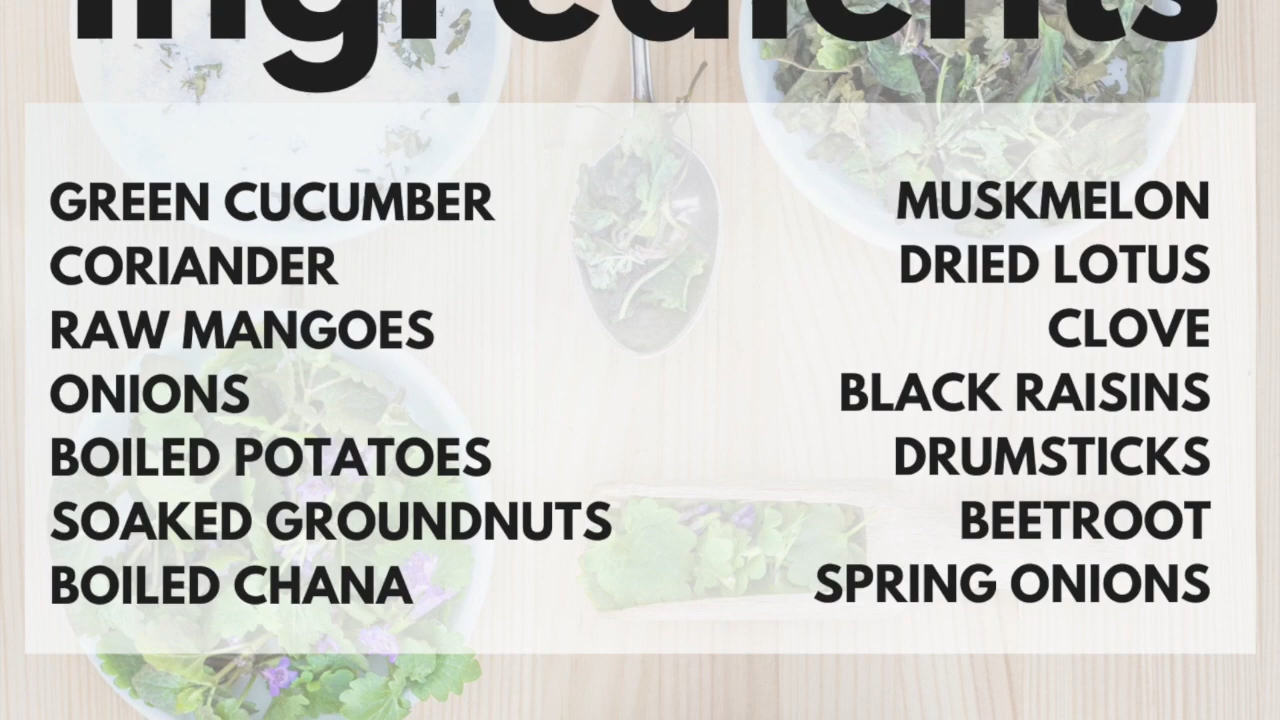 Ingredients
GREEN CUCUMBER
CORIANDER
RAW MANGOES
ONIONS
BOILED POTATOES
SOAKED GROUNDNUTS
BOILED CHANA
MUSKMELON
DRIED LOTUS
CLOVE
BLACK RAISINS
DRUMSTICKS
BEETROOT
SPRING ONIONS